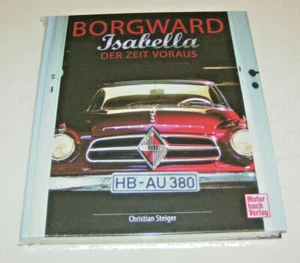 BORGWARD
Isabella
DER ZEIT VORAUS
HB-AU 380
Christian Steiger
Motor
buch
Verlag